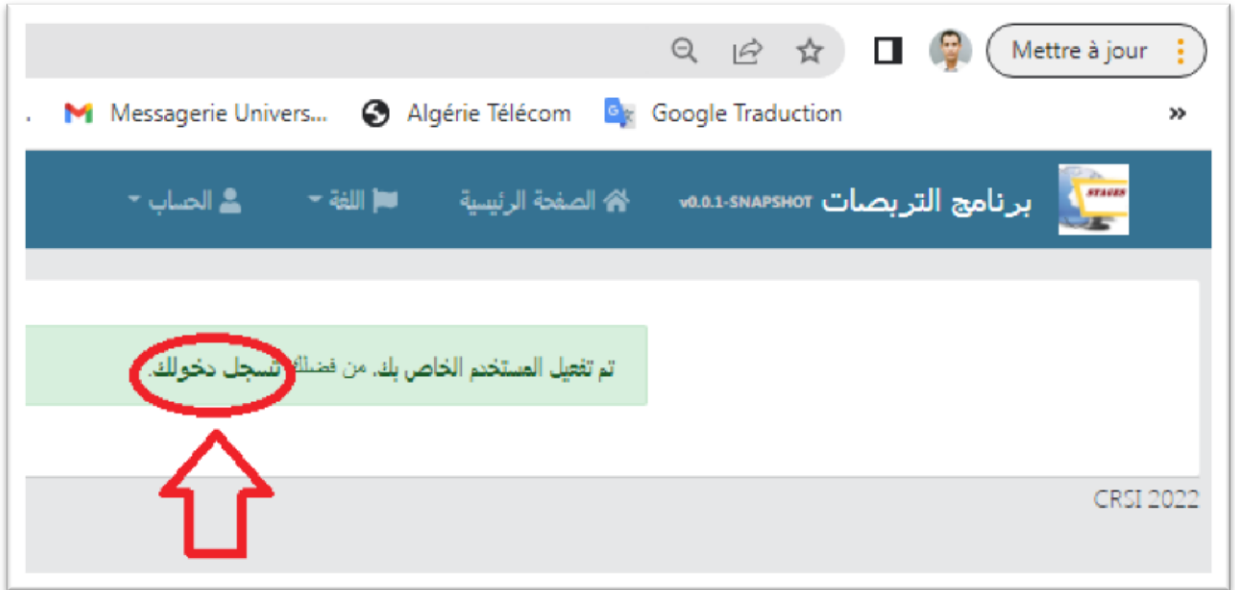 Mettre à jour
. Messagerie Univers... Algérie Télécom Google Traduction »
STAGES برنامج التربصات v0.0.1-SNAPSHOT الصفحة الرئيسية اللغة الحساب
تم تفعيل المستخدم الخاص بك. من فضلك تسجل دخولك.
CRSI 2022